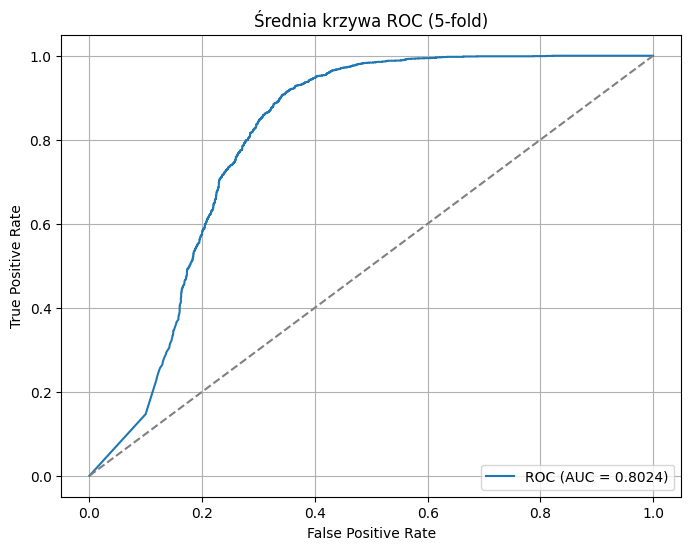 Średnia krzywa ROC (5-fold)
True Positive Rate
1.0
0.8
0.6
0.4
0.2
0.0
0.0 0.2 0.4 0.6 0.8 1.0
False Positive Rate
ROC (AUC = 0.8024)